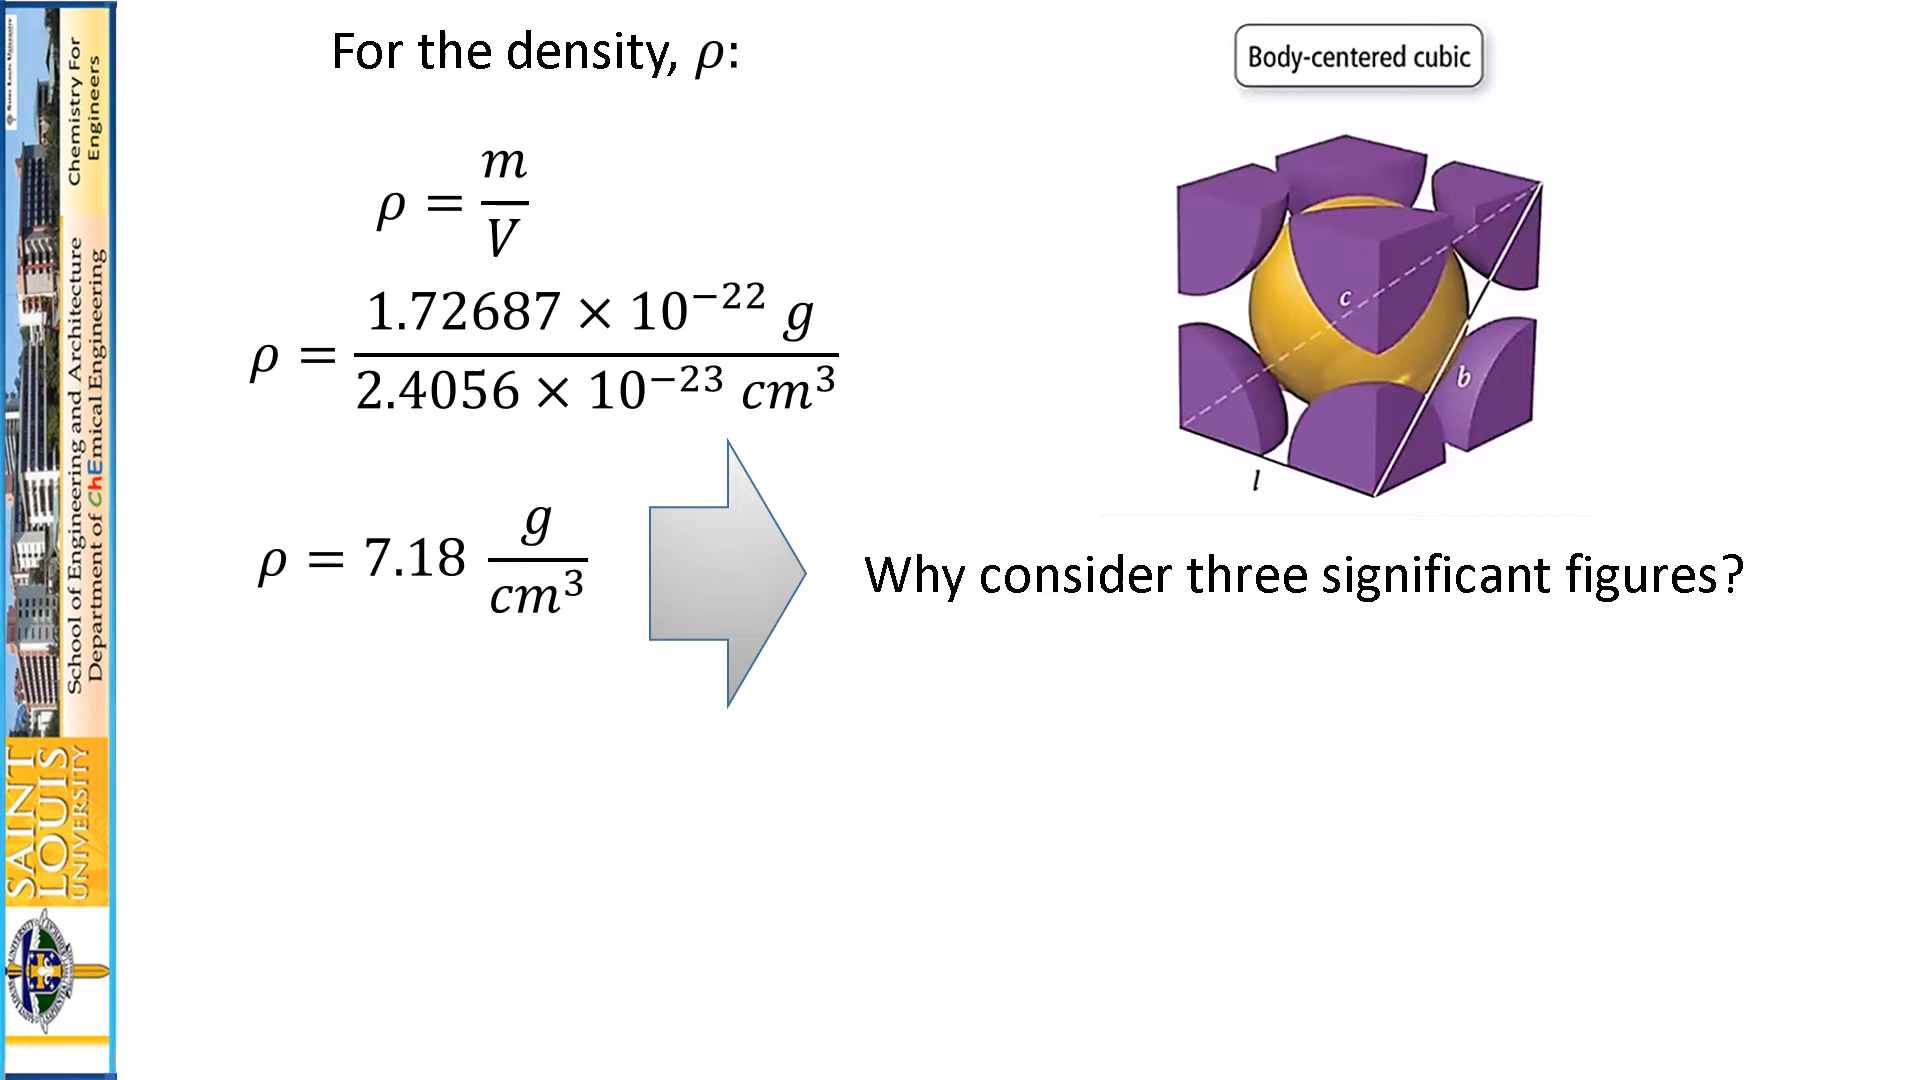 For the density, 𝜌:
𝜌 = m/V
𝜌 = 1.72687 × 10⁻²² g / 2.4056 × 10⁻²³ cm³
𝜌 = 7.18 g/cm³
Body-centered cubic
c
b
l
Why consider three significant figures?
Chemistry For
Engineers
School of Engineering and Architecture
Department of ChEmical Engineering
SAINT
LOUIS
UNIVERSITY